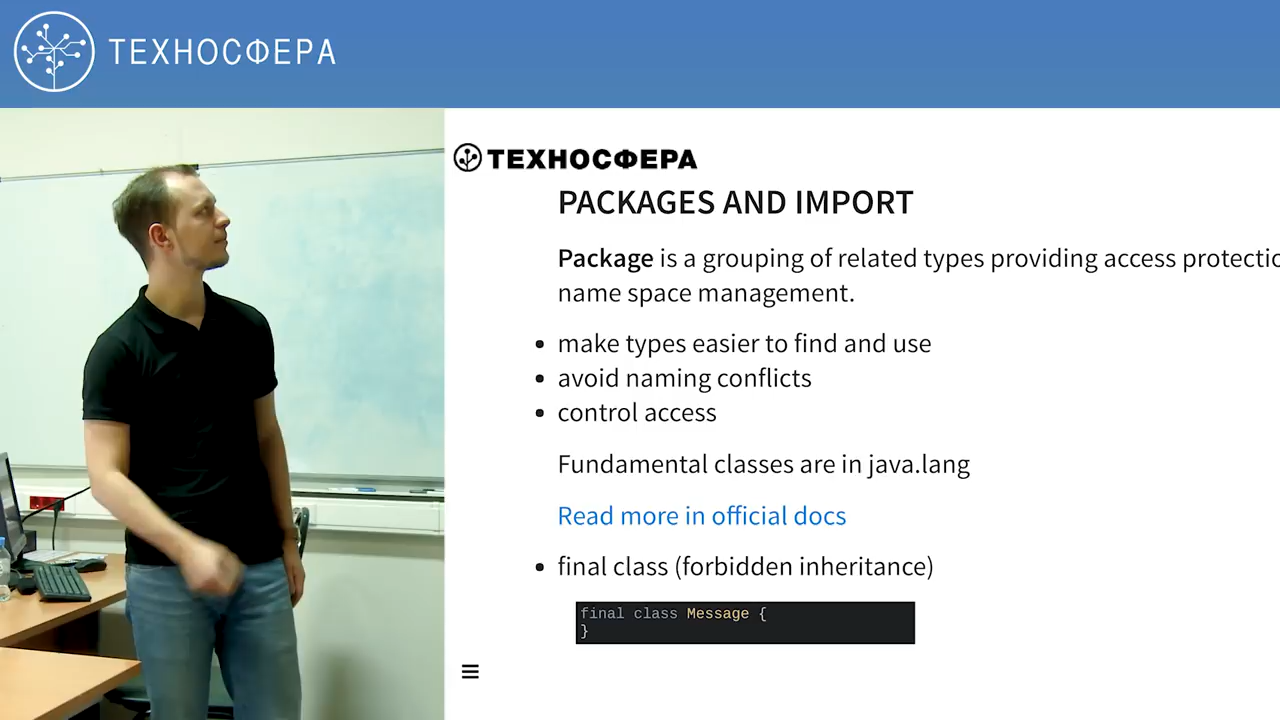 ТЕХНОСФЕРА
ТЕХНОСФЕРА
PACKAGES AND IMPORT
Package is a grouping of related types providing access protectio
name space management.
• make types easier to find and use
• avoid naming conflicts
• control access
Fundamental classes are in java.lang
Read more in official docs
• final class (forbidden inheritance)
final class Message {
}